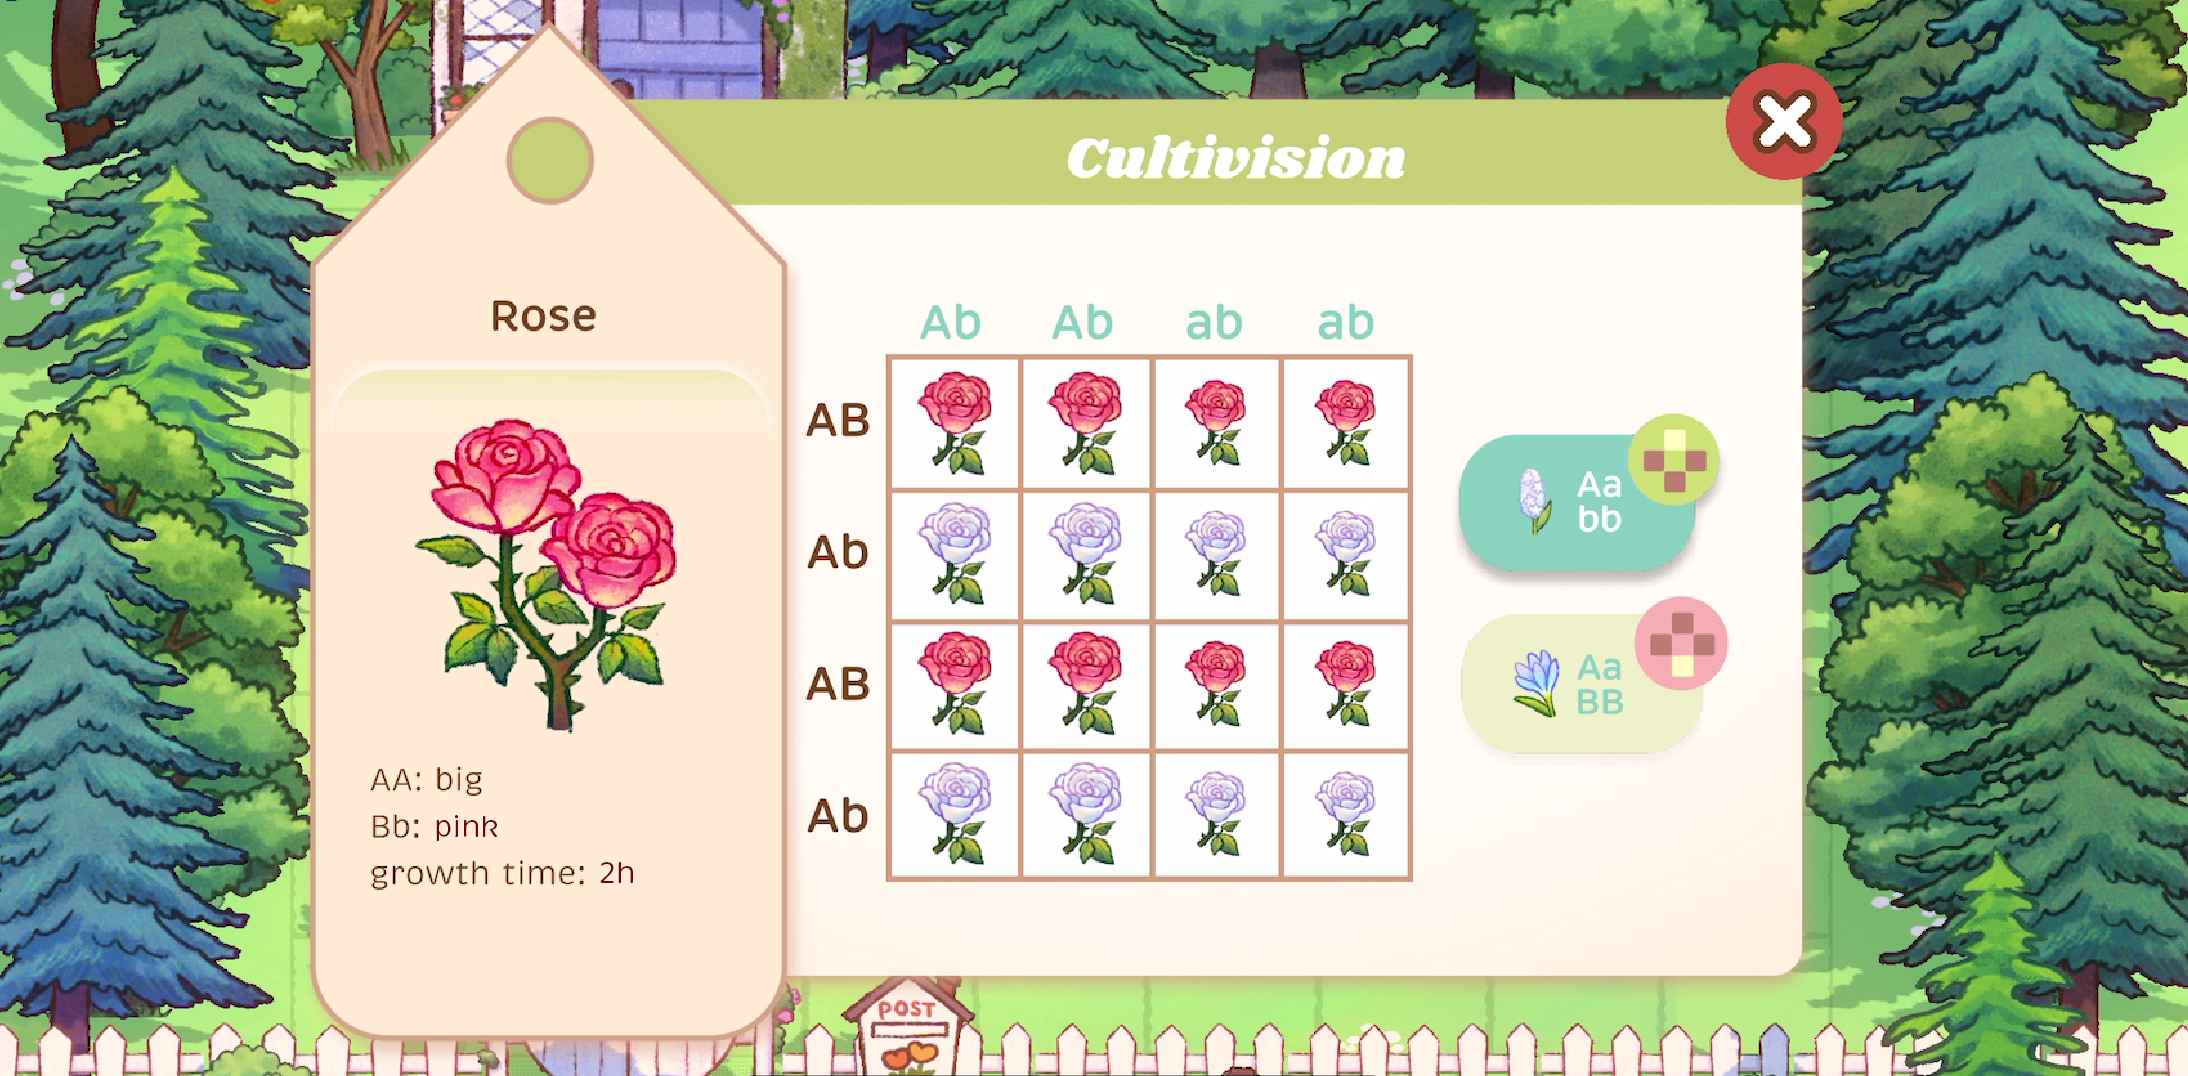 Cultivision
Rose
AA: big
Bb: pink
growth time: 2h
Ab Ab ab ab
AB
Ab
AB
Ab
Aa
bb
Aa
BB
POST